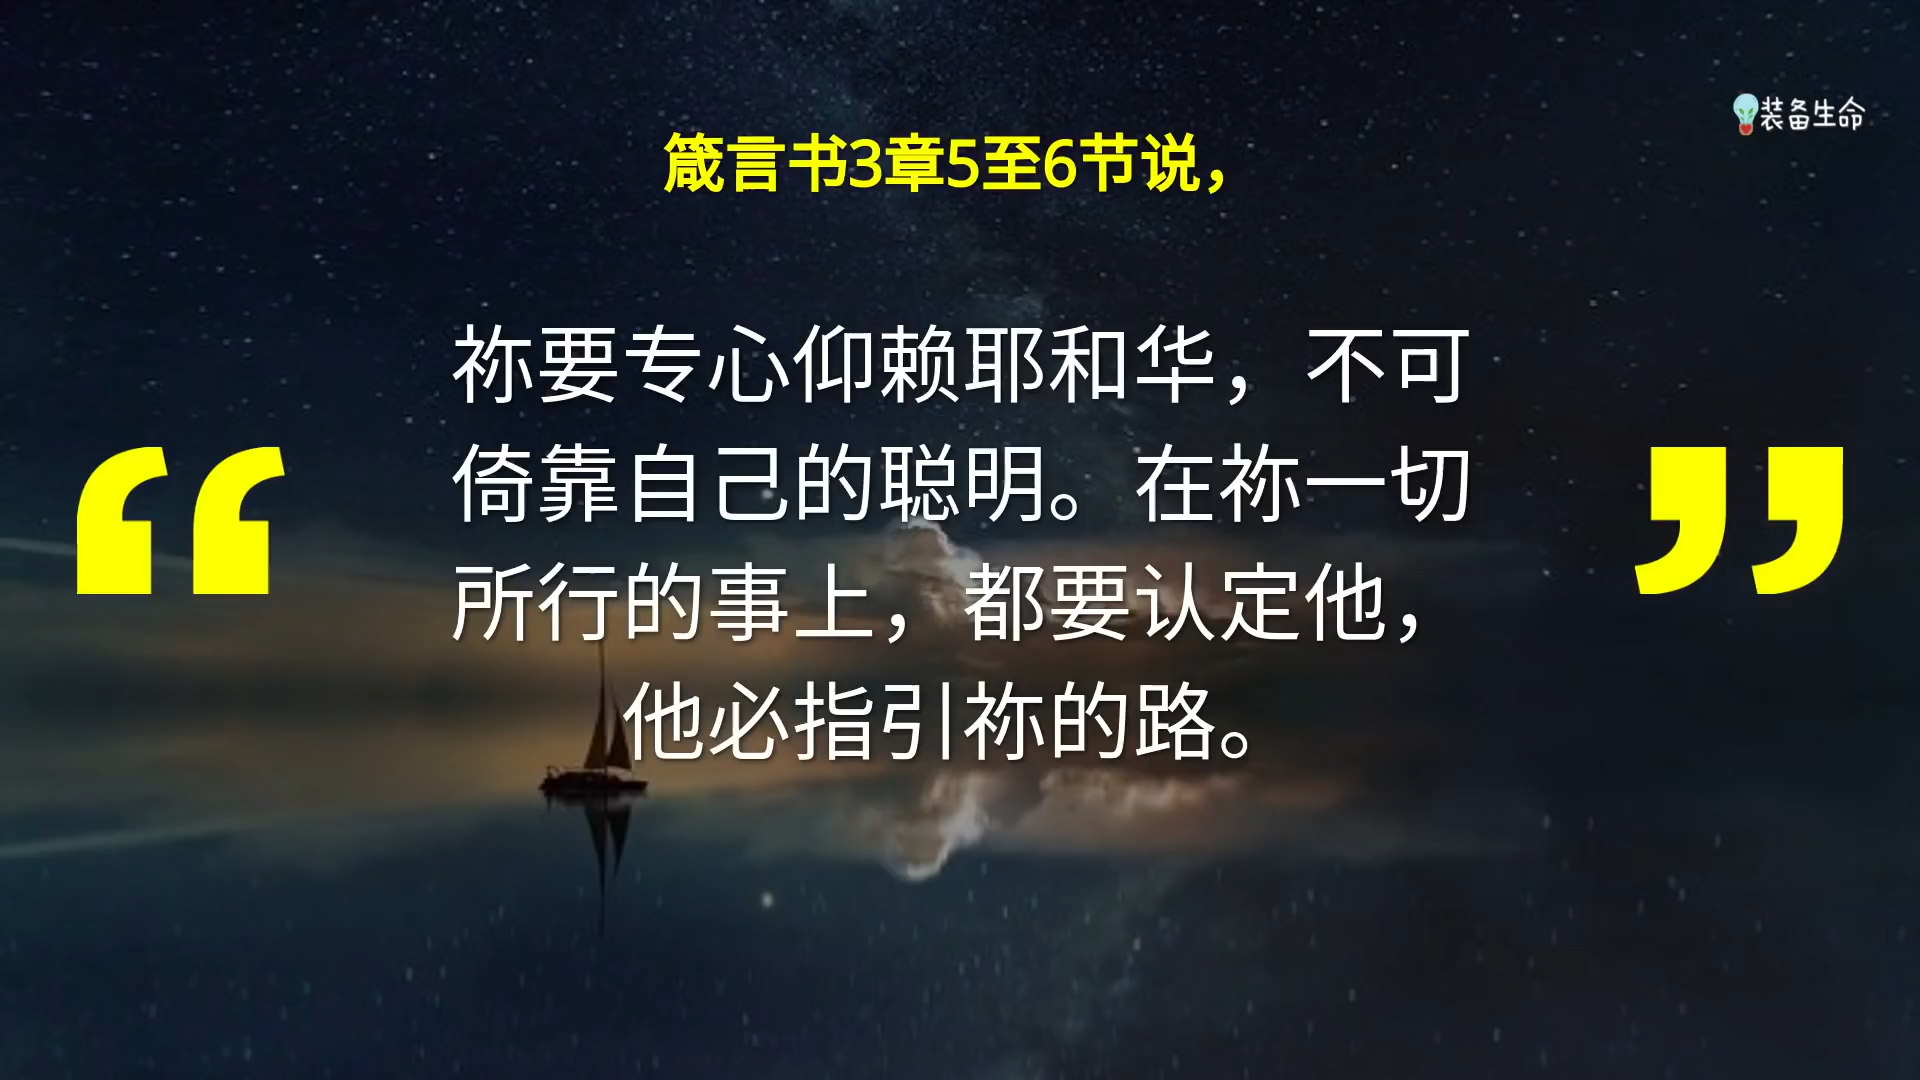 装备生命
箴言书3章5至6节说，
“
祢要专心仰赖耶和华，不可
倚靠自己的聪明。在祢一切
所行的事上，都要认定他，
他必指引祢的路。
”